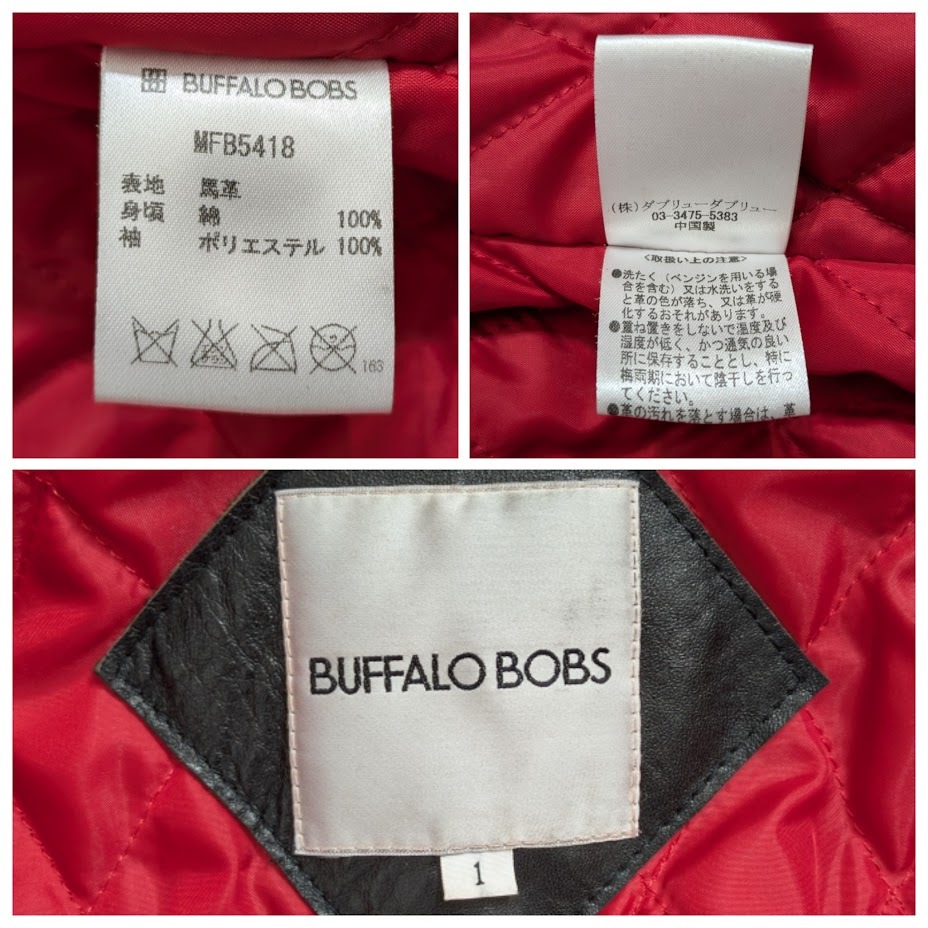 BUFFALO BOBS
MFB5418
表地 馬革
身頃 綿 100%
袖 ポリエステル 100%
163
(株)ダブリューダブリュー
03-3475-5383
中国製
〈取扱い上の注意〉
●洗たく(ベンジンを用いる場
合を含む)又は水洗いをする
と革の色が落ち、又は革が硬
化するおそれがあります。
●重ね置きをしないで温度及び
湿度が低く、かつ通気の良い
所に保存することとし、特に
梅雨期において陰干しを行っ
てください。
●革の汚れを落とす場合は、革
BUFFALO BOBS
1